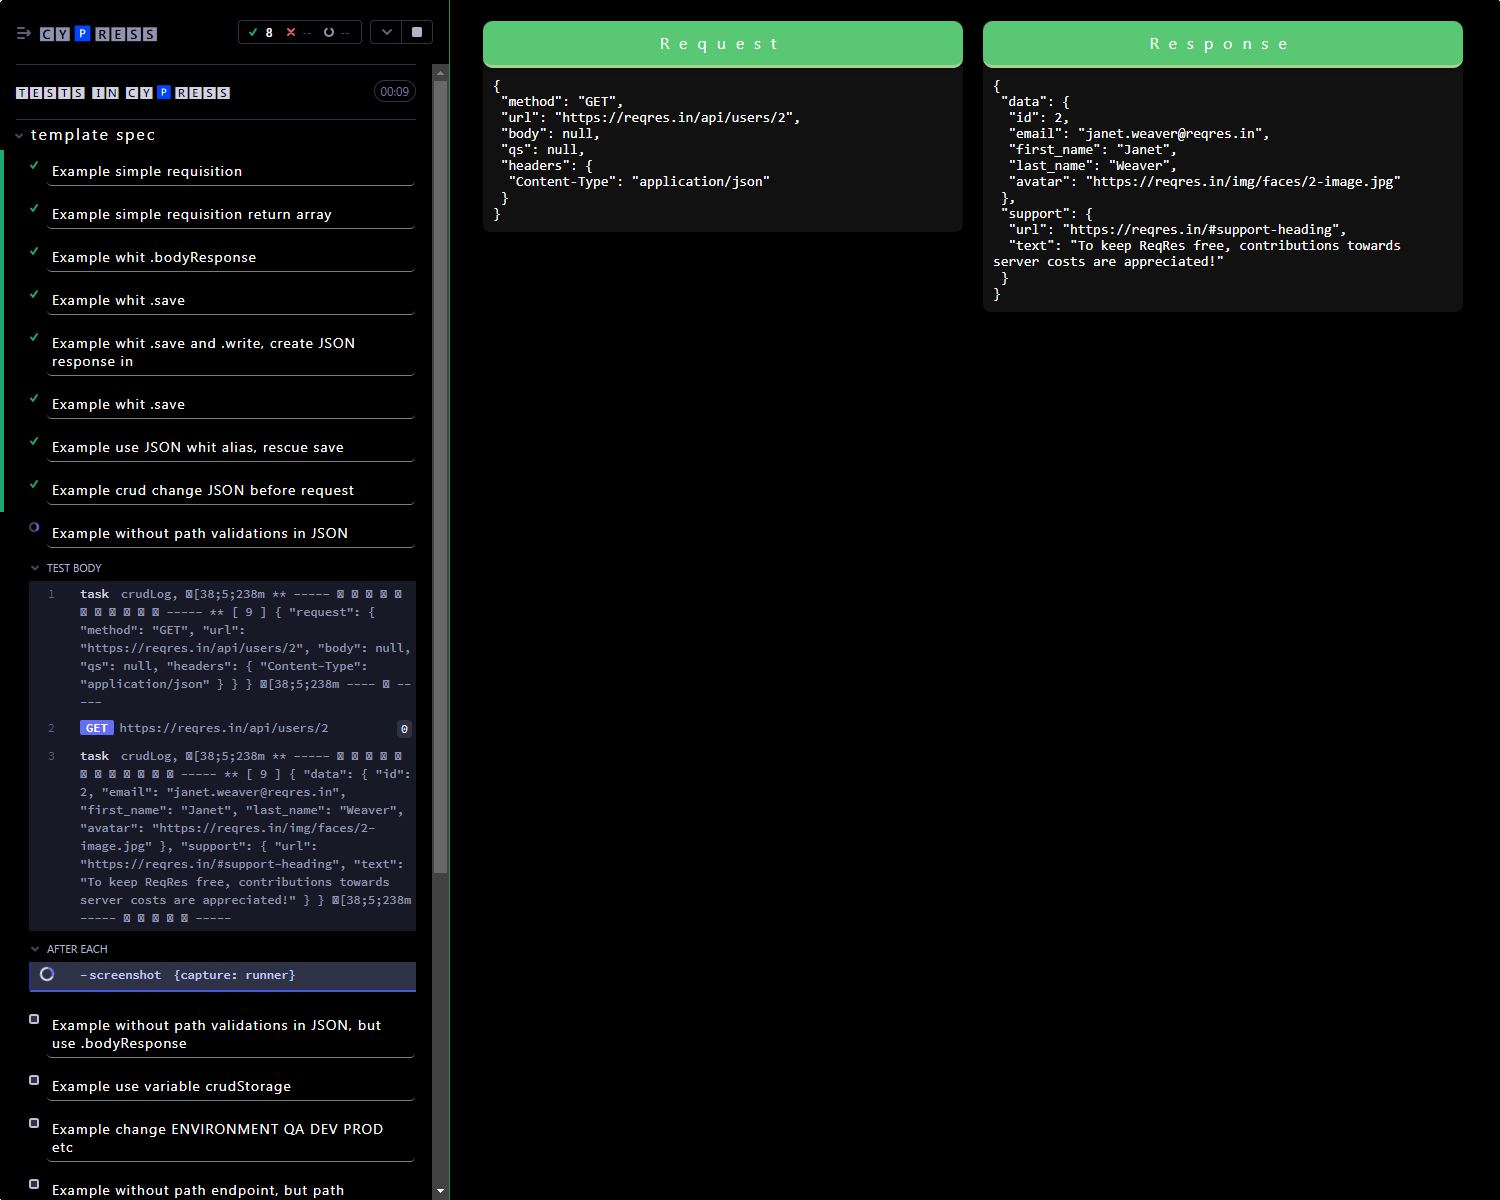 CYPRESS
8 -- --
TESTS IN CYPRESS
00:09
template spec
Example simple requisition
Example simple requisition return array
Example whit .bodyResponse
Example whit .save
Example whit .save and .write, create JSON
response in
Example whit .save
Example use JSON whit alias, rescue save
Example crud change JSON before request
Example without path validations in JSON
TEST BODY
1 task crudLog, [38;5;238m ** -----
----- ** [ 9 ] { "request": {
"method": "GET", "url":
"https://reqres.in/api/users/2", "body": null,
"qs": null, "headers": { "Content-Type":
"application/json" } } } [38;5;238m ---- --
---
2 GET https://reqres.in/api/users/2 0
3 task crudLog, [38;5;238m ** -----
----- ** [ 9 ] { "data": { "id":
2, "email": "janet.weaver@reqres.in",
"first_name": "Janet", "last_name": "Weaver",
"avatar": "https://reqres.in/img/faces/2-
image.jpg" }, "support": { "url":
"https://reqres.in/#support-heading", "text":
"To keep ReqRes free, contributions towards
server costs are appreciated!" } } [38;5;238m
----- -----
AFTER EACH
-screenshot {capture: runner}
Example without path validations in JSON, but
use .bodyResponse
Example use variable crudStorage
Example change ENVIRONMENT QA DEV PROD
etc
Example without path endpoint, but path
Request
{
"method": "GET",
"url": "https://reqres.in/api/users/2",
"body": null,
"qs": null,
"headers": {
"Content-Type": "application/json"
}
}
Response
{
"data": {
"id": 2,
"email": "janet.weaver@reqres.in",
"first_name": "Janet",
"last_name": "Weaver",
"avatar": "https://reqres.in/img/faces/2-image.jpg"
},
"support": {
"url": "https://reqres.in/#support-heading",
"text": "To keep ReqRes free, contributions towards
server costs are appreciated!"
}
}